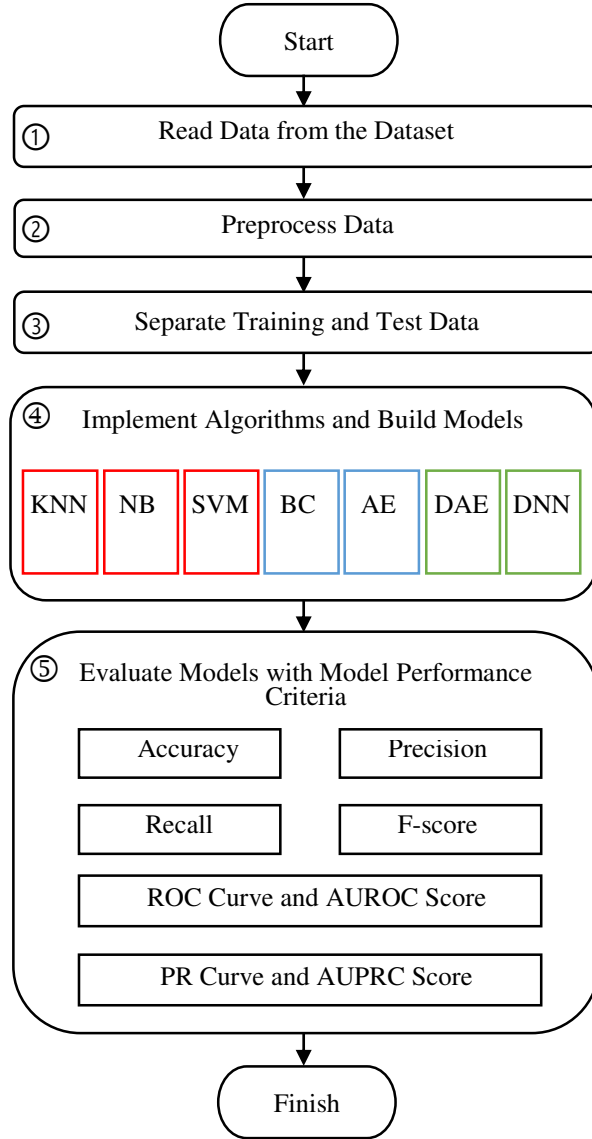 Start
① Read Data from the Dataset
② Preprocess Data
③ Separate Training and Test Data
④ Implement Algorithms and Build Models
KNN NB SVM BC AE DAE DNN
⑤ Evaluate Models with Model Performance
Criteria
Accuracy Precision
Recall F-score
ROC Curve and AUROC Score
PR Curve and AUPRC Score
Finish